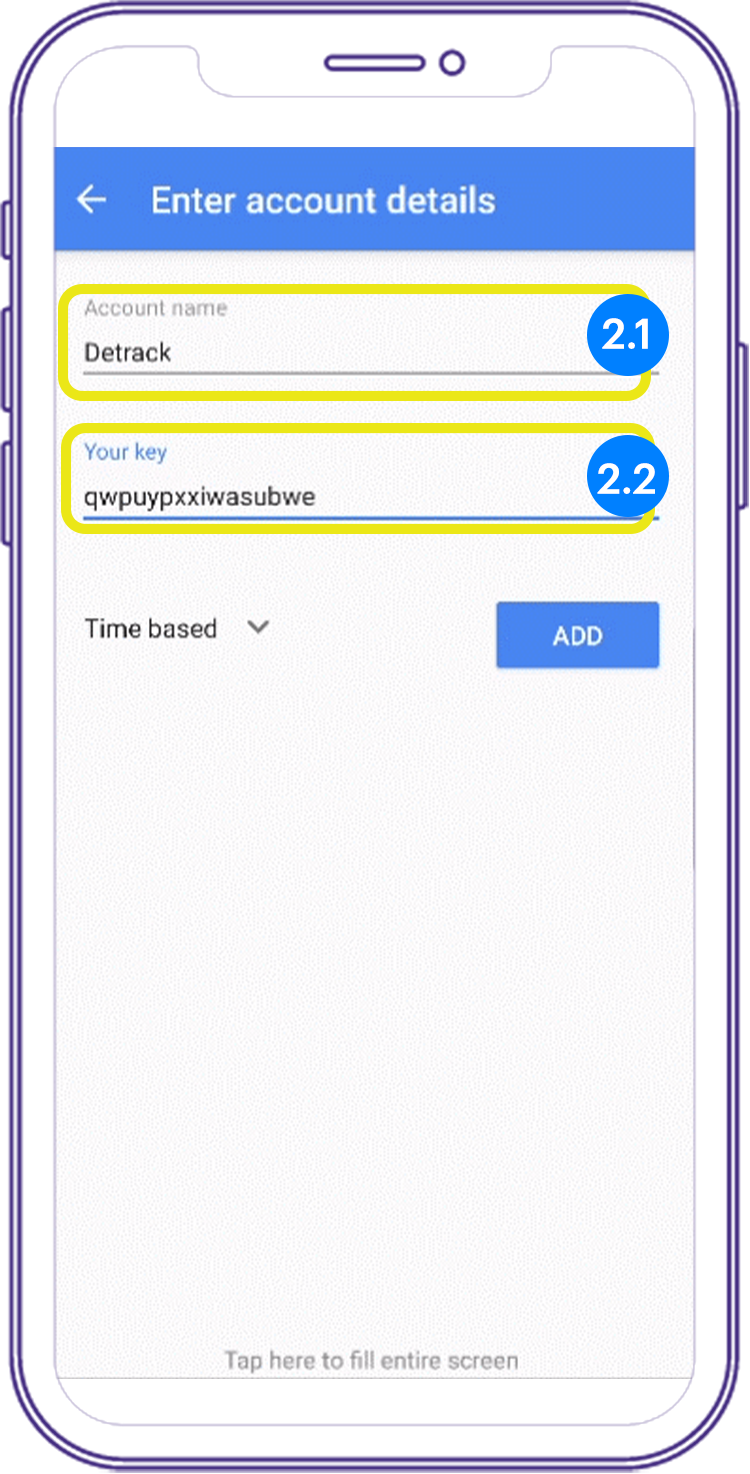 Enter account details
Account name
Detrack
2.1
Your key
qwpuypxxiwasubwe
2.2
Time based
ADD
Tap here to fill entire screen